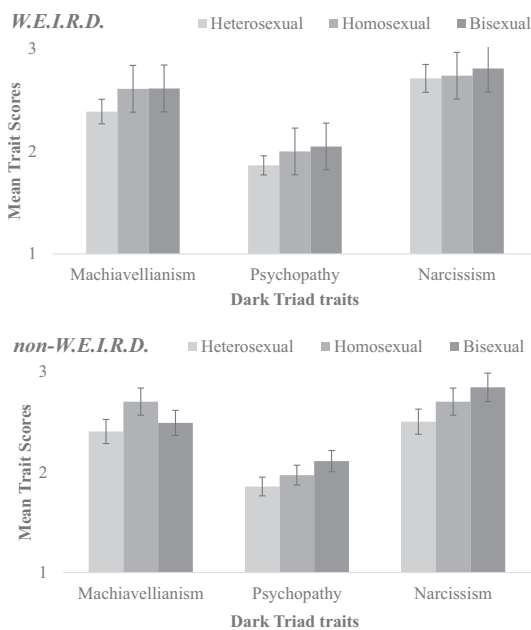 W.E.I.R.D.
Heterosexual Homosexual Bisexual
3
2
1
Mean Trait Scores
Machiavellianism Psychopathy Narcissism
Dark Triad traits
non-W.E.I.R.D.
Heterosexual Homosexual Bisexual
3
2
1
Mean Trait Scores
Machiavellianism Psychopathy Narcissism
Dark Triad traits